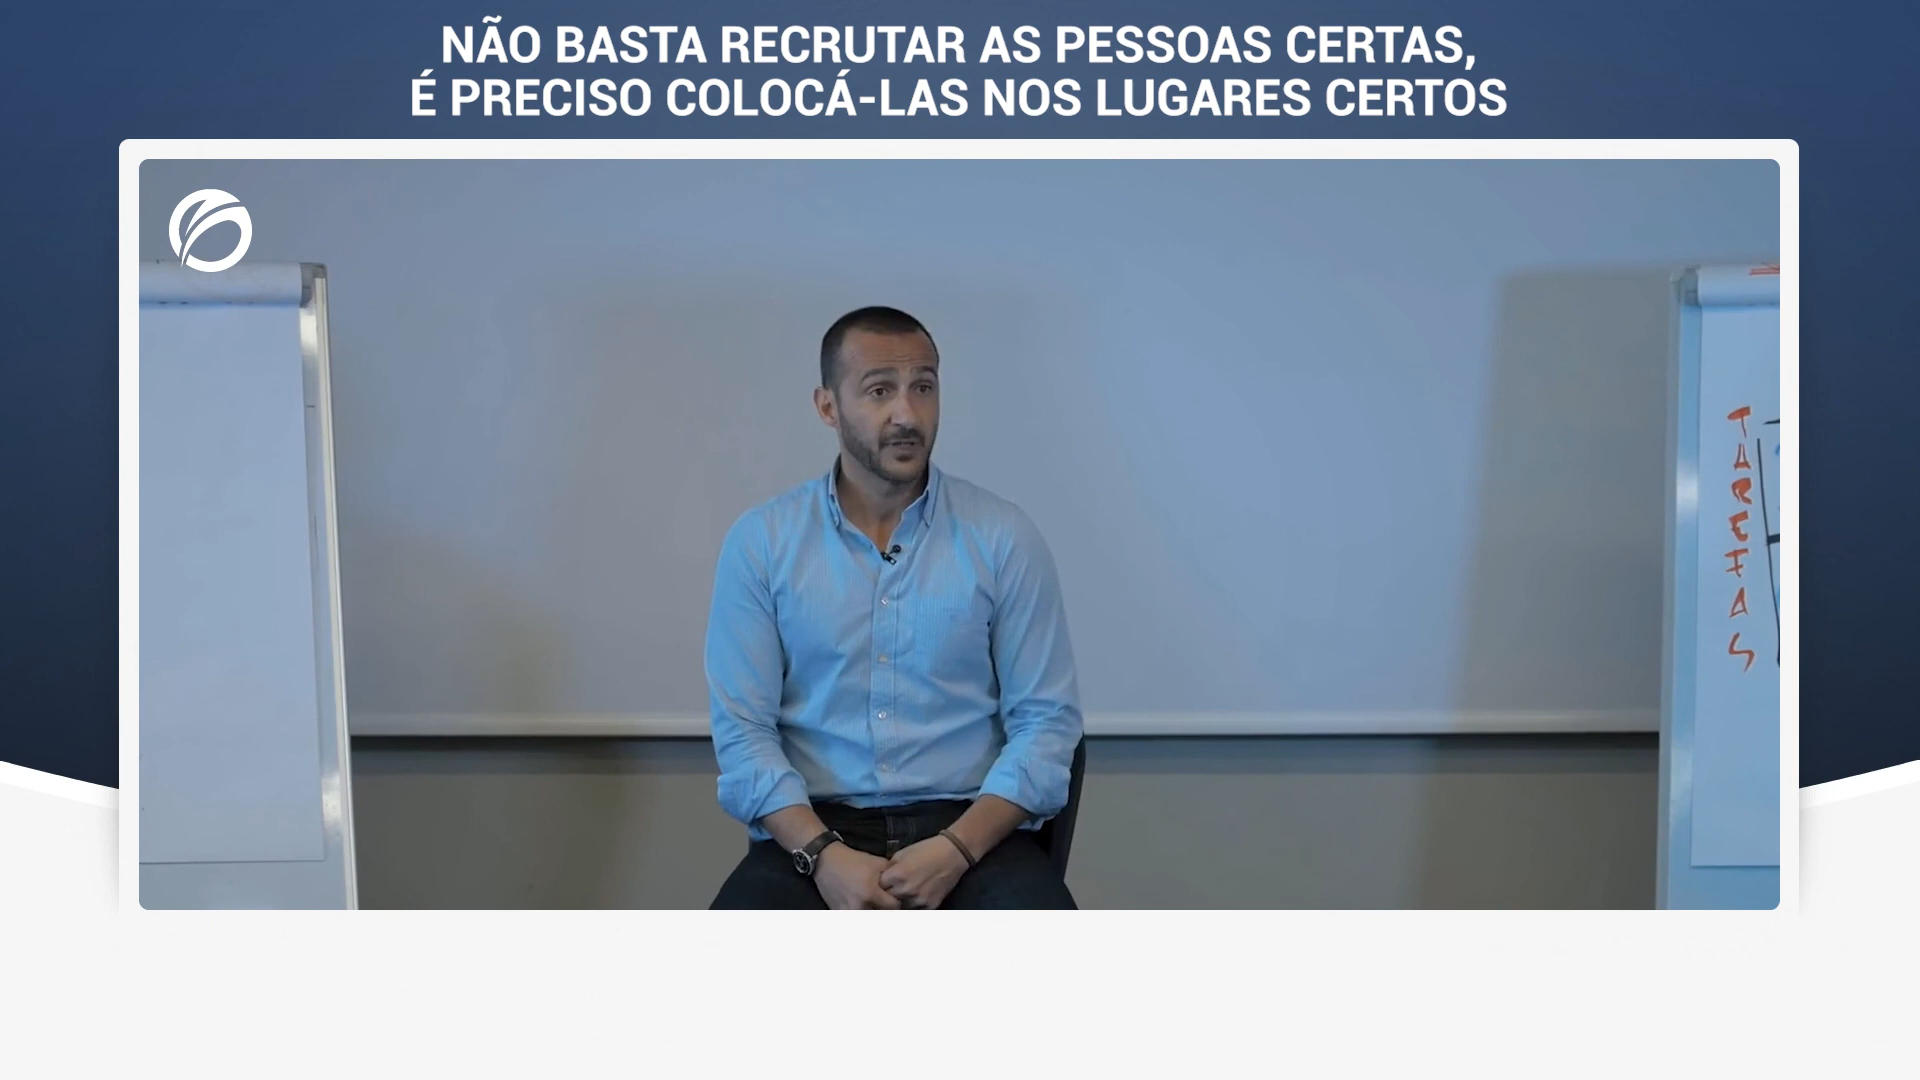 NÃO BASTA RECRUTAR AS PESSOAS CERTAS,
É PRECISO COLOCÁ-LAS NOS LUGARES CERTOS
TAREFAS